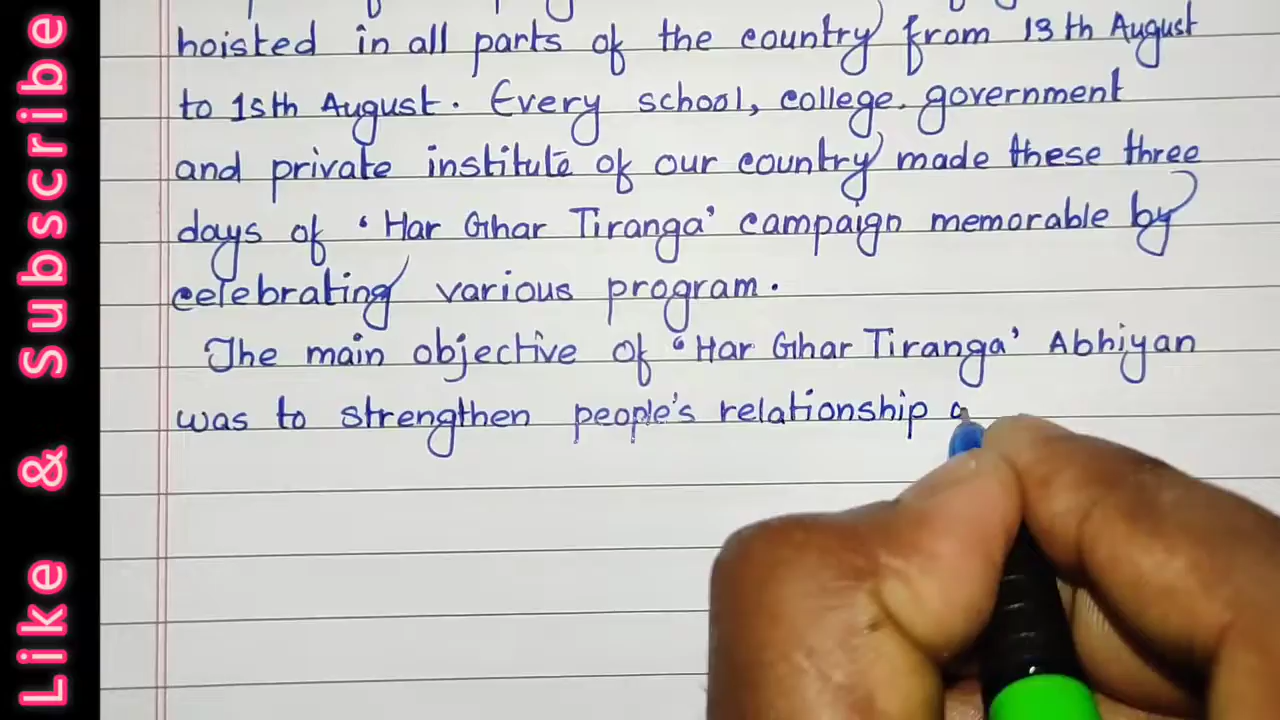 hoisted in all parts of the country from 13th August
to 15th August. Every school, college, government
and private institute of our country made these three
days of 'Har Ghar Tiranga' campaign memorable by
celebrating various program.
The main objective of 'Har Ghar Tiranga' Abhiyan
was to strengthen people's relationship
Like & Subscribe